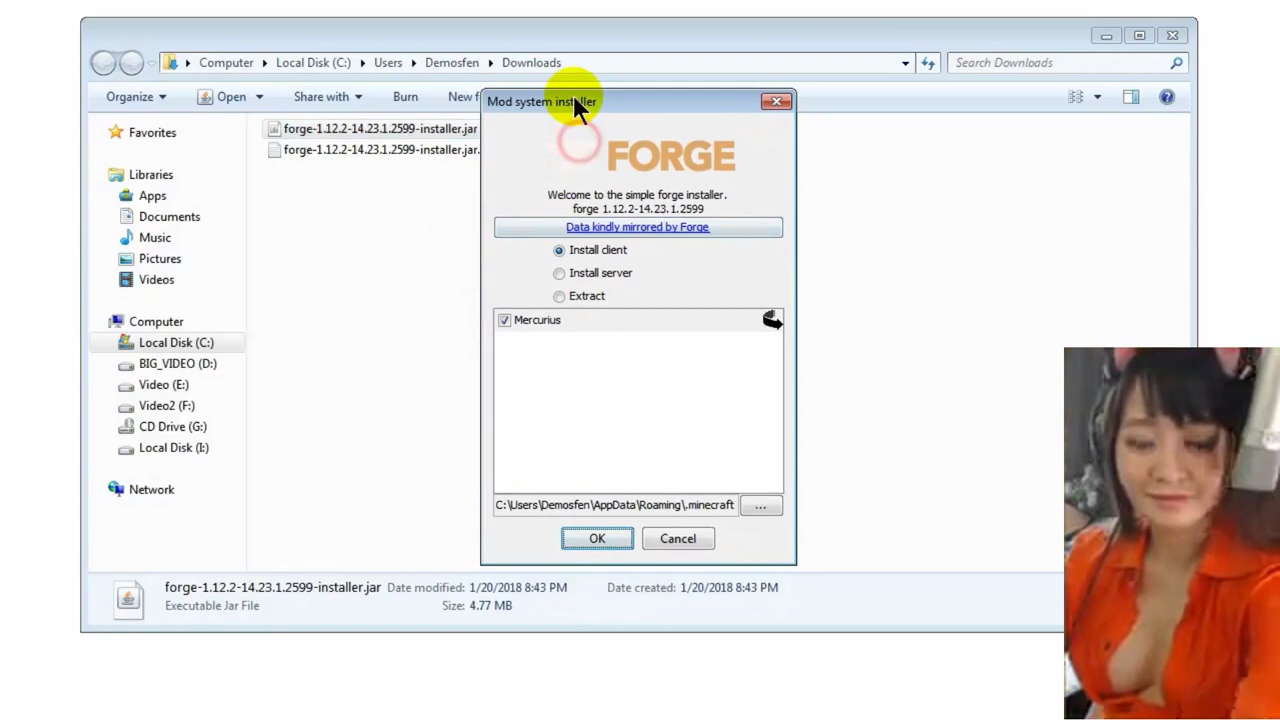 Computer
Local Disk (C:)
Users
Demosfen
Downloads
Search Downloads
Organize
Open
Share with
Burn
New f
Favorites
Libraries
Apps
Documents
Music
Pictures
Videos
Computer
Local Disk (C:)
BIG_VIDEO (D:)
Video (E:)
Video2 (F:)
CD Drive (G:)
Local Disk (I:)
Network
forge-1.12.2-14.23.1.2599-installer.jar
forge-1.12.2-14.23.1.2599-installer.jar.
Mod system installer
FORGE
Welcome to the simple forge installer.
forge 1.12.2-14.23.1.2599
Data kindly mirrored by Forge
Install client
Install server
Extract
Mercurius
C:\Users\Demosfen\AppData\Roaming\.minecraft
...
OK
Cancel
forge-1.12.2-14.23.1.2599-installer.jar Date modified: 1/20/2018 8:43 PM Date created: 1/20/2018 8:43 PM
Executable Jar File Size: 4.77 MB